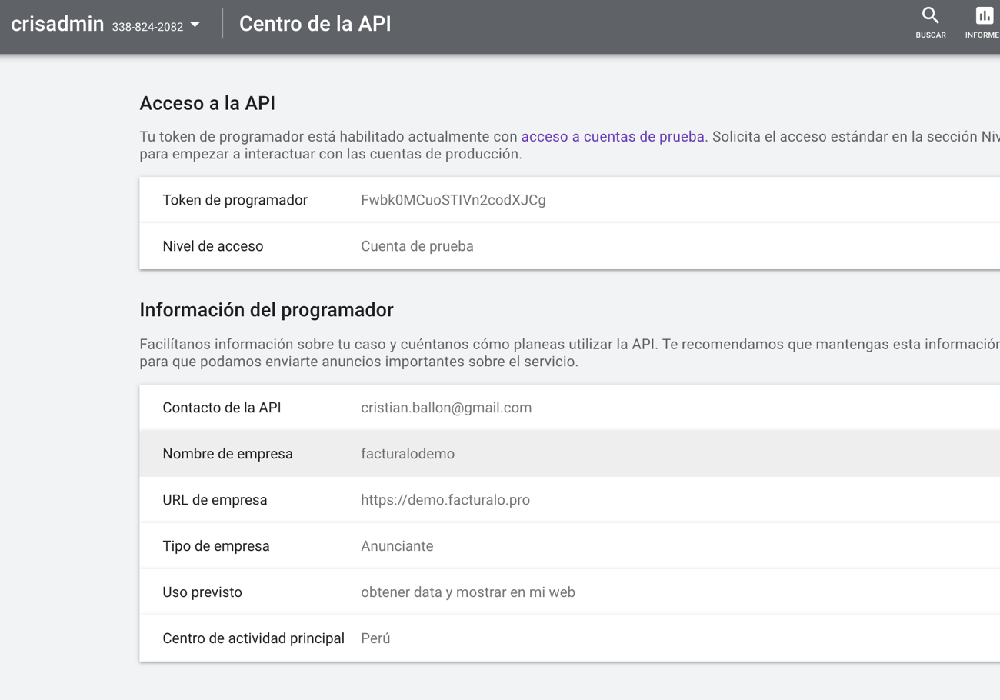 crisadmin 338-824-2082
Centro de la API
BUSCAR
INFORME
Acceso a la API
Tu token de programador está habilitado actualmente con acceso a cuentas de prueba. Solicita el acceso estándar en la sección Niv
para empezar a interactuar con las cuentas de producción.
Token de programador Fwbk0MCuoSTIVn2codXJCg
Nivel de acceso Cuenta de prueba
Información del programador
Facilítanos información sobre tu caso y cuéntanos cómo planeas utilizar la API. Te recomendamos que mantengas esta información
para que podamos enviarte anuncios importantes sobre el servicio.
Contacto de la API cristian.ballon@gmail.com
Nombre de empresa facturalodemo
URL de empresa https://demo.facturalo.pro
Tipo de empresa Anunciante
Uso previsto obtener data y mostrar en mi web
Centro de actividad principal Perú